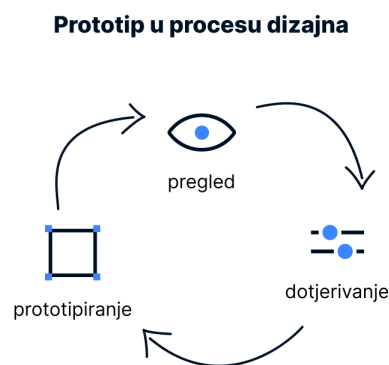 Prototip u procesu dizajna
pregled
dotjerivanje
prototipiranje